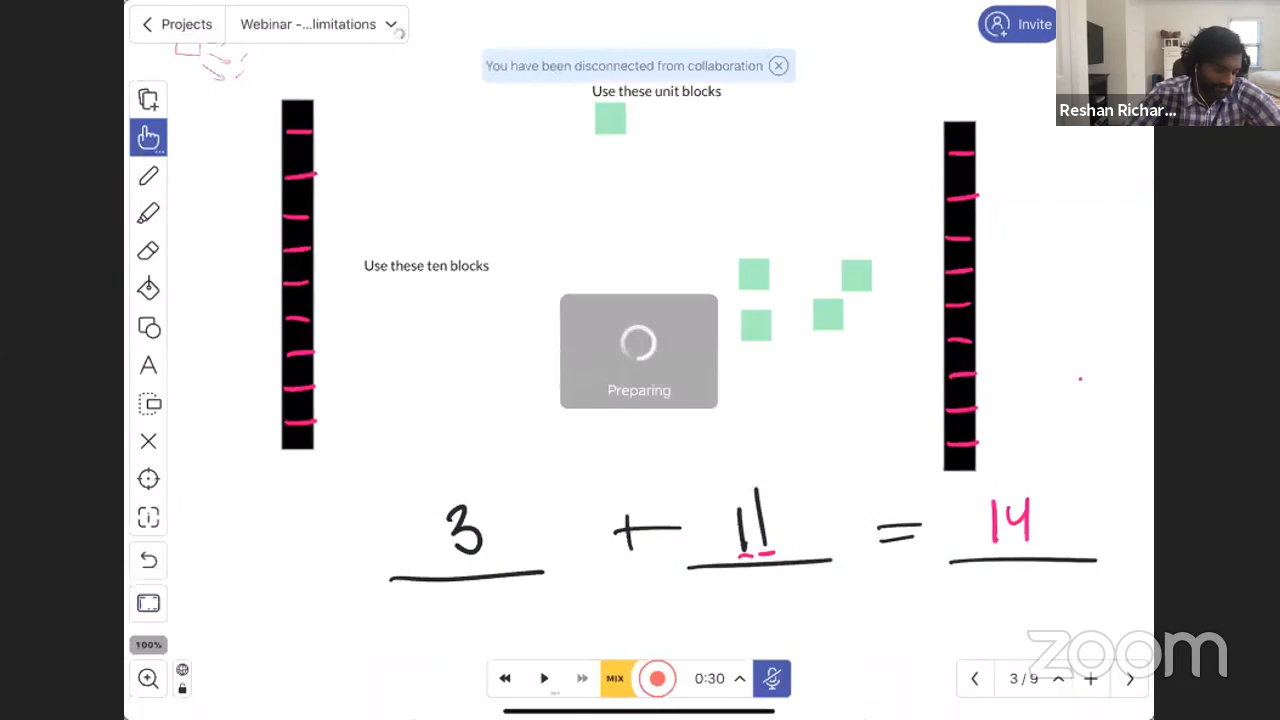 Projects
Webinar -...limitations
Invite
You have been disconnected from collaboration
Use these unit blocks
Reshan Richar...
Use these ten blocks
Preparing
3 + 11 = 14
100%
MIX
0:30
3 / 9
zoom